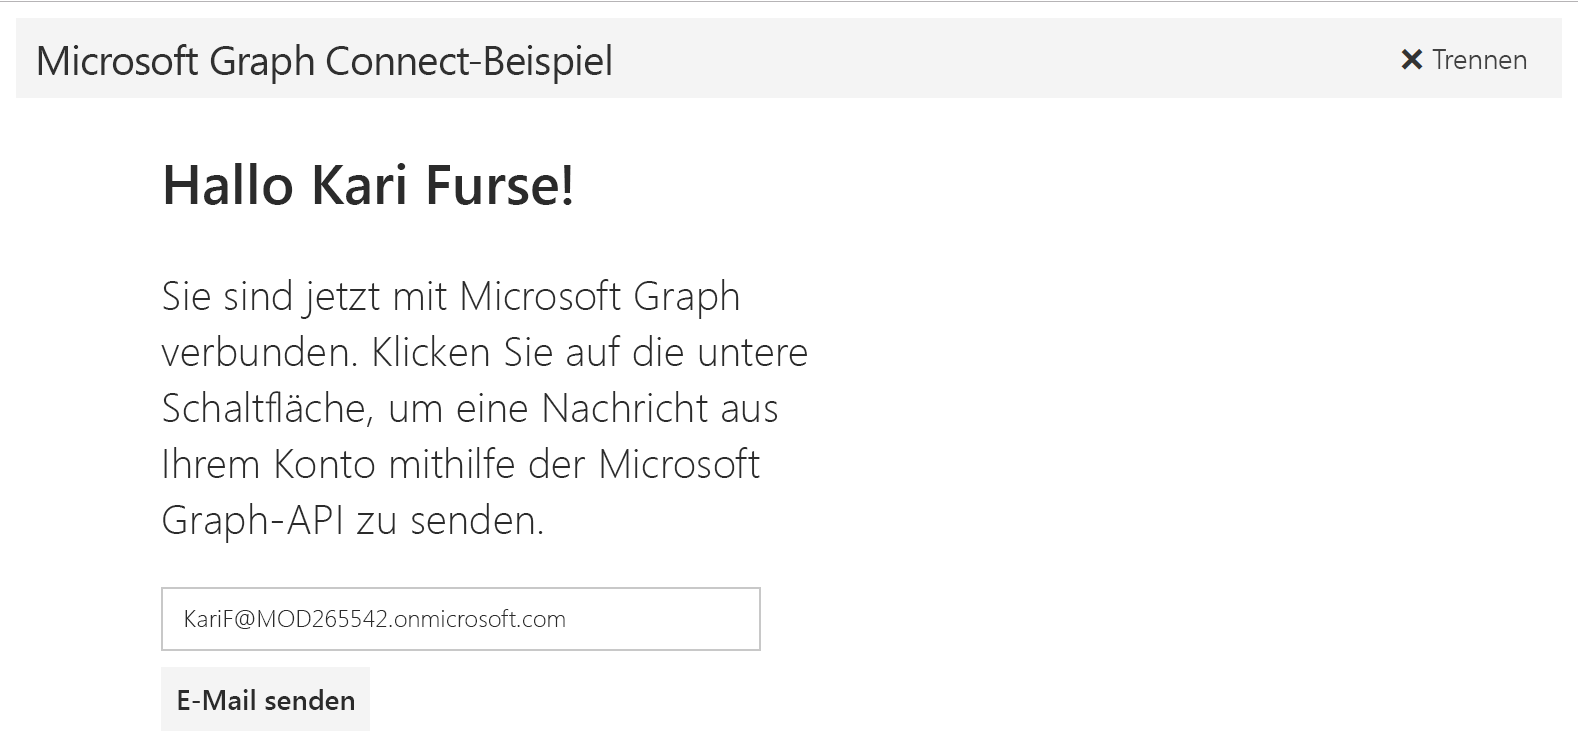 Microsoft Graph Connect-Beispiel
Trennen
Hallo Kari Furse!
Sie sind jetzt mit Microsoft Graph
verbunden. Klicken Sie auf die untere
Schaltfläche, um eine Nachricht aus
Ihrem Konto mithilfe der Microsoft
Graph-API zu senden.
KariF@MOD265542.onmicrosoft.com
E-Mail senden